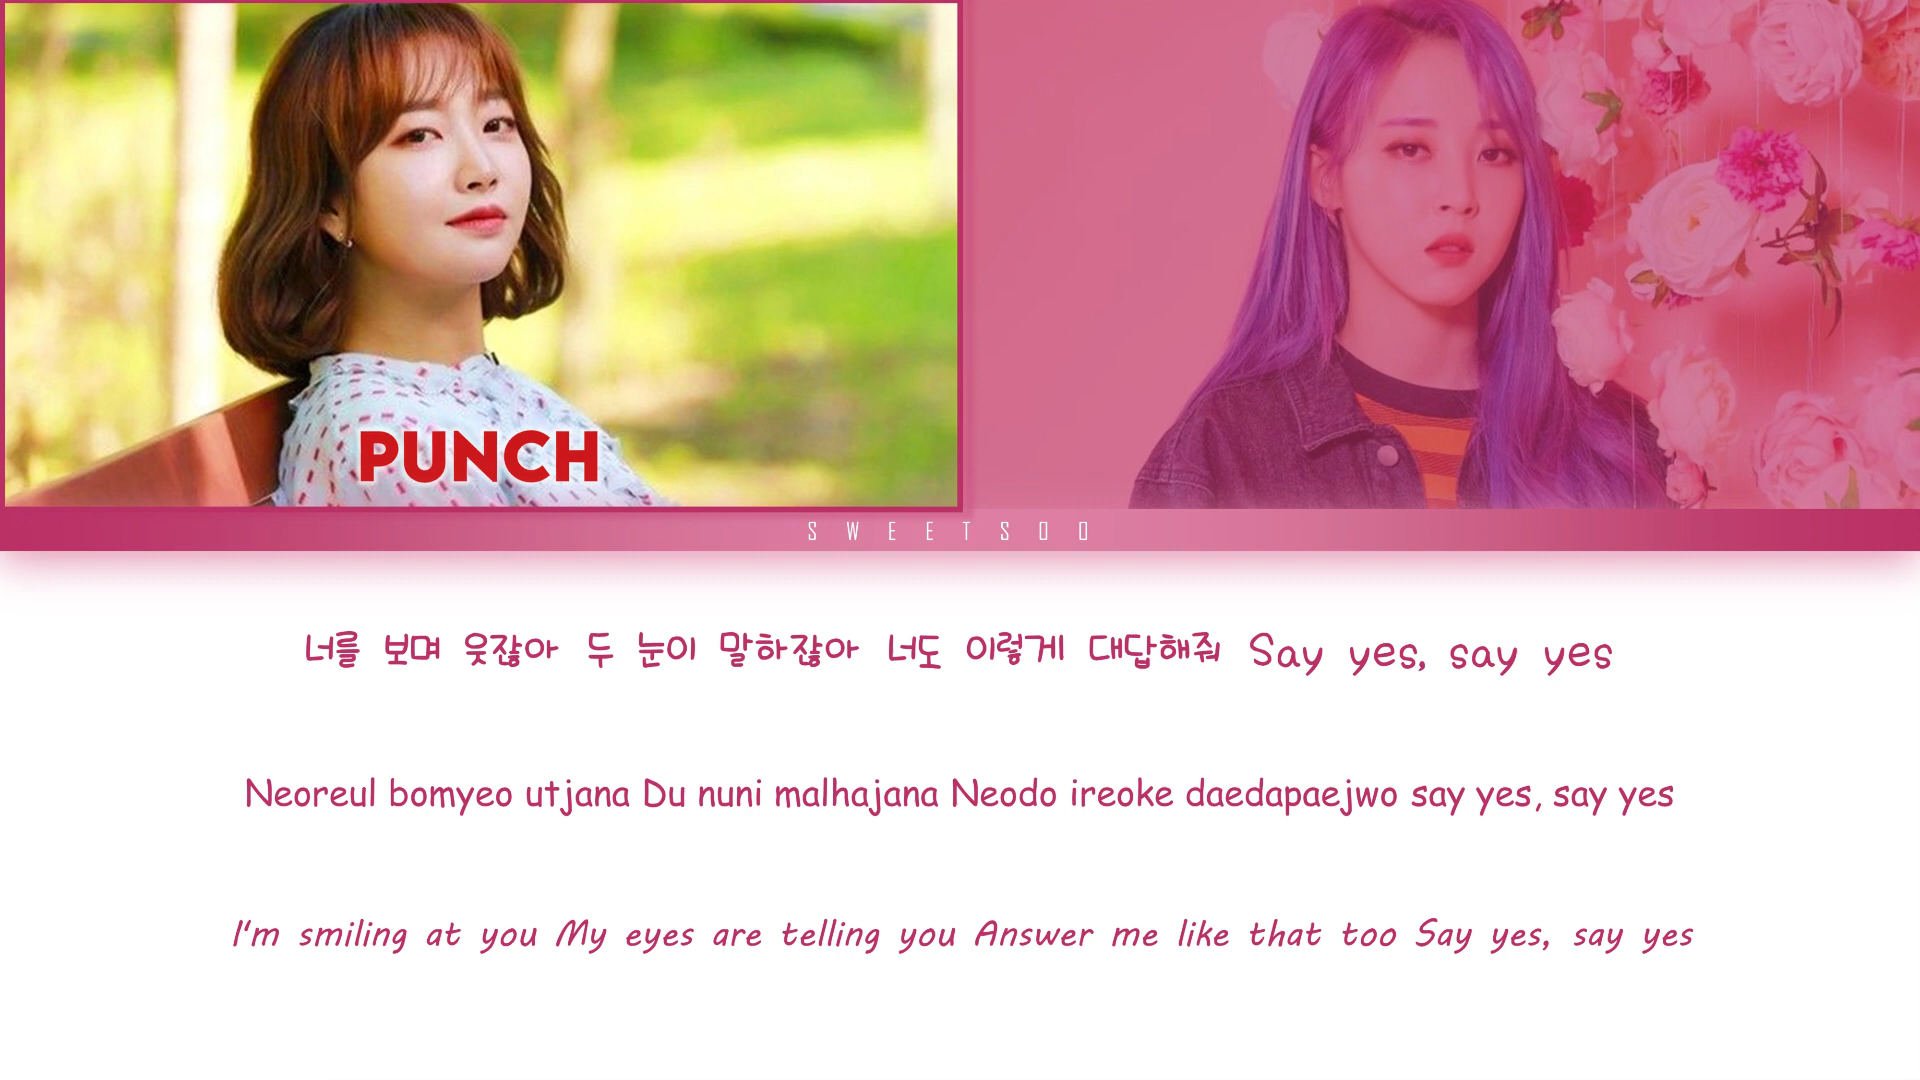 PUNCH
SWEETSOO
너를 보며 웃잖아 두 눈이 말하잖아 너도 이렇게 대답해줘 Say yes, say yes
Neoreul bomyeo utjana Du nuni malhajana Neodo ireoke daedapaejwo say yes, say yes
I'm smiling at you My eyes are telling you Answer me like that too Say yes, say yes